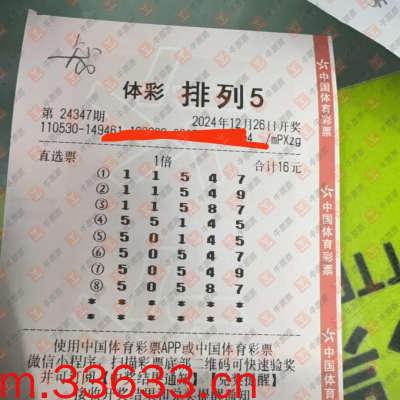 体彩 排列5
第 24347期 2024年12月26日开奖
110530-149461 /mPXzg
直选票 1倍 合计16元
① 1 1 5 4 7
② 1 1 5 4 9
③ 1 1 5 8 7
④ 5 5 1 4 5
⑤ 5 0 1 4 5
⑥ 5 0 5 4 7
⑦ 5 0 5 4 9
⑧ 5 0 5 8 7
* * * * *
* * * * *
使用中国体育彩票APP或中国体育彩票
微信小程序，扫描彩票底部二维码可快速验奖
m.33633.cn
中国体育彩票
中国体育彩票
中国体育彩票